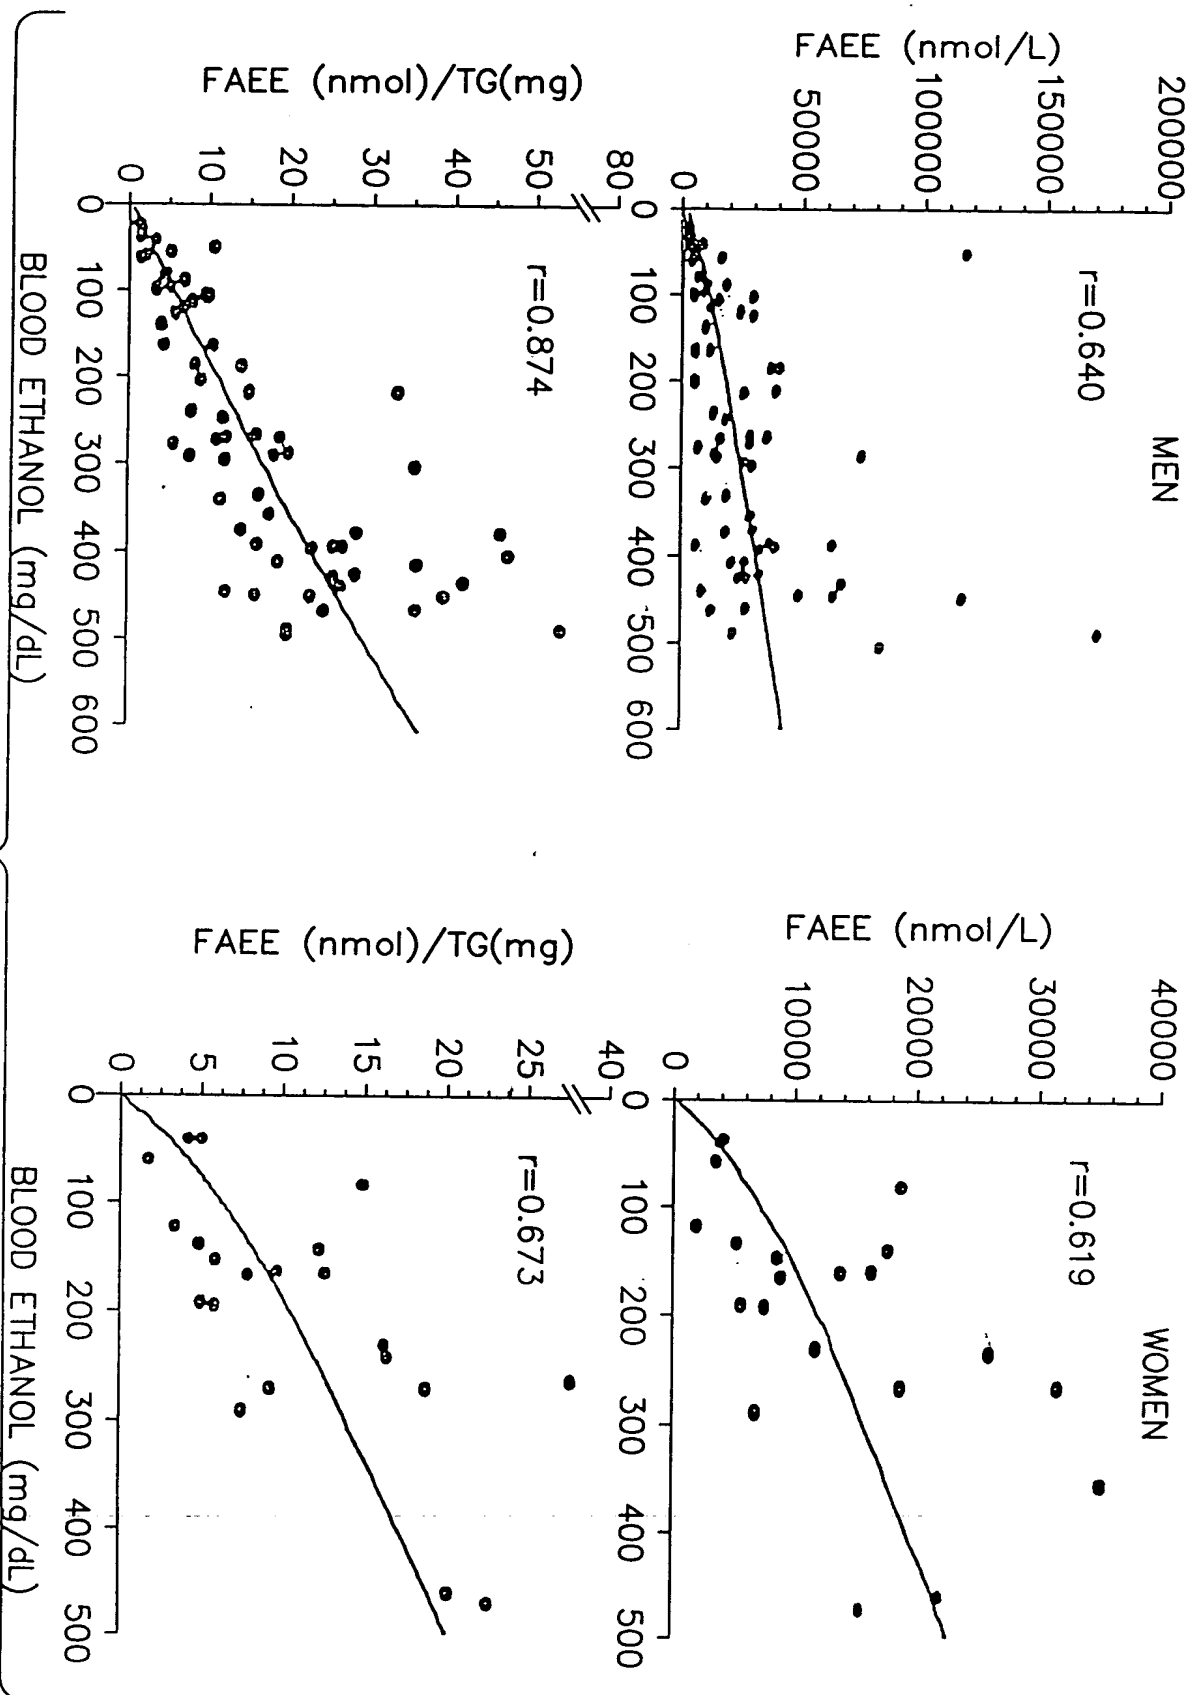 MEN
WOMEN
r=0.640
r=0.619
FAEE (nmol/L)
200000
150000
100000
50000
0
0 100 200 300 400 500 600
FAEE (nmol/L)
40000
30000
20000
10000
0
0 100 200 300 400 500
r=0.874
r=0.673
FAEE (nmol)/TG(mg)
80
50
40
30
20
10
0
0 100 200 300 400 500 600
BLOOD ETHANOL (mg/dL)
FAEE (nmol)/TG(mg)
40
25
20
15
10
5
0
0 100 200 300 400 500
BLOOD ETHANOL (mg/dL)